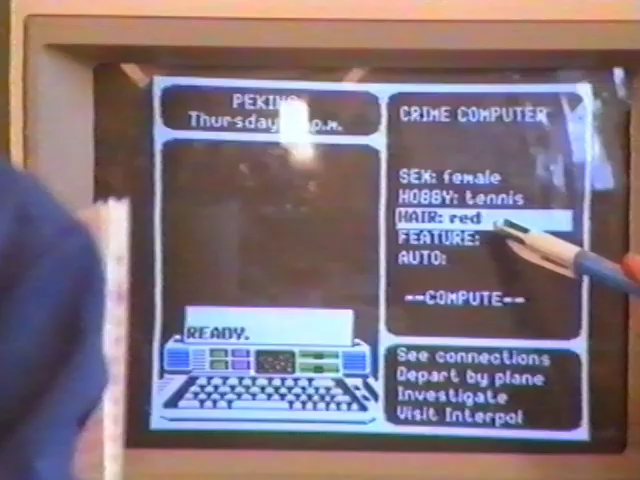 PEKING
Thursday p.m.
CRIME COMPUTER
SEX: female
HOBBY: tennis
HAIR: red
FEATURE:
AUTO:
--COMPUTE--
READY.
See connections
Depart by plane
Investigate
Visit Interpol